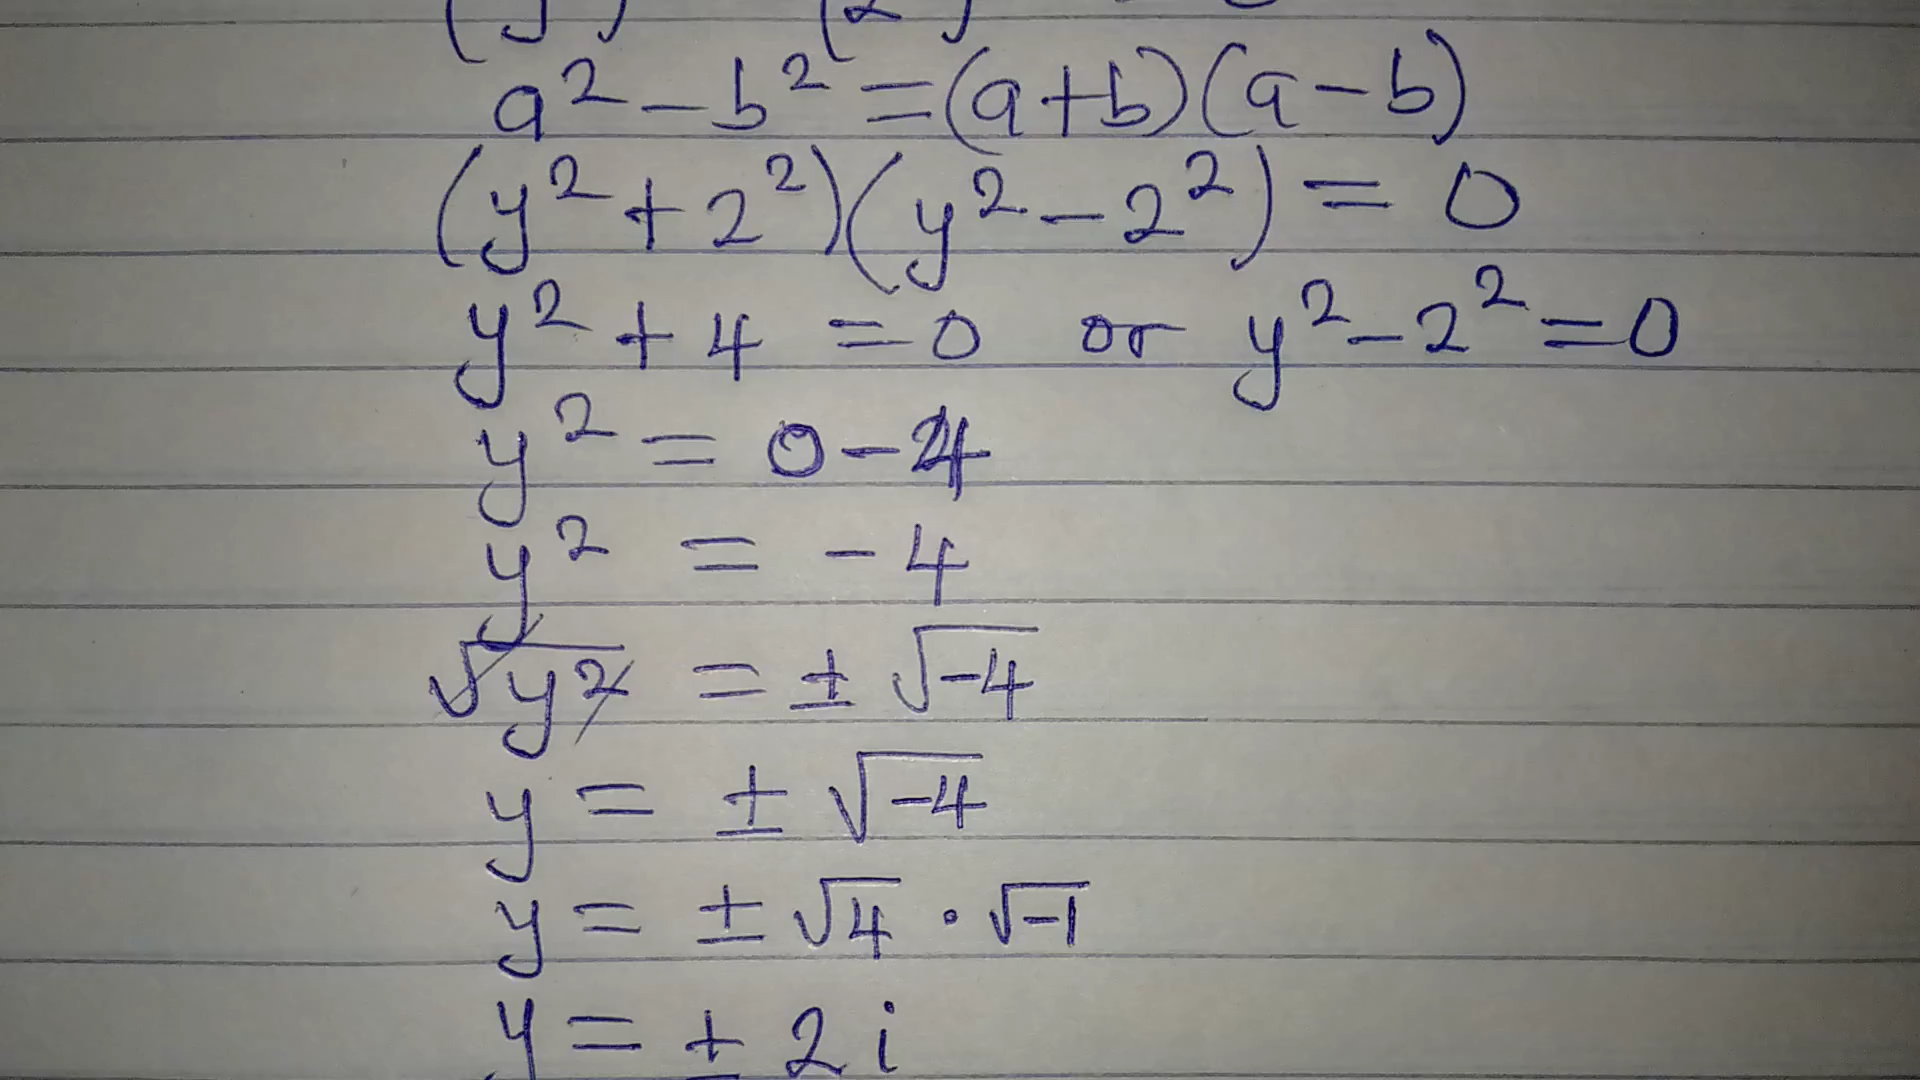 a² - b² = (a+b)(a-b)
(y² + 2²)(y² - 2²) = 0
y² + 4 = 0 or y² - 2² = 0
y² = 0 - 4
y² = - 4
√y² = ± √-4
y = ± √-4
y = ± √4 · √-1
y = ± 2i